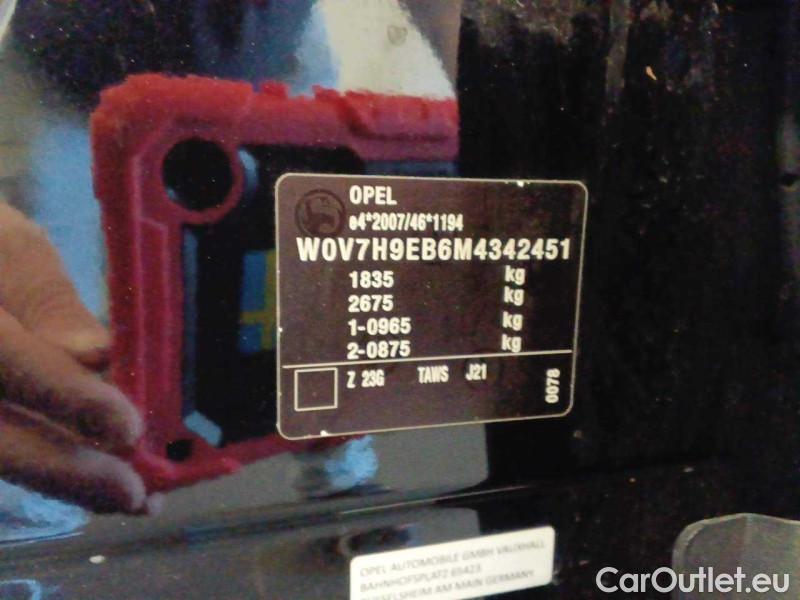 OPEL
e4*2007/46*1194
W0V7H9EB6M4342451
1835 kg
2675 kg
1-0965 kg
2-0875 kg
Z 23G TAWS J21
0078
OPEL AUTOMOBILE GMBH VAUXHALL
BAHNHOFSPLATZ 65423
RUESSELSHEIM AM MAIN GERMANY
CarOutlet.eu